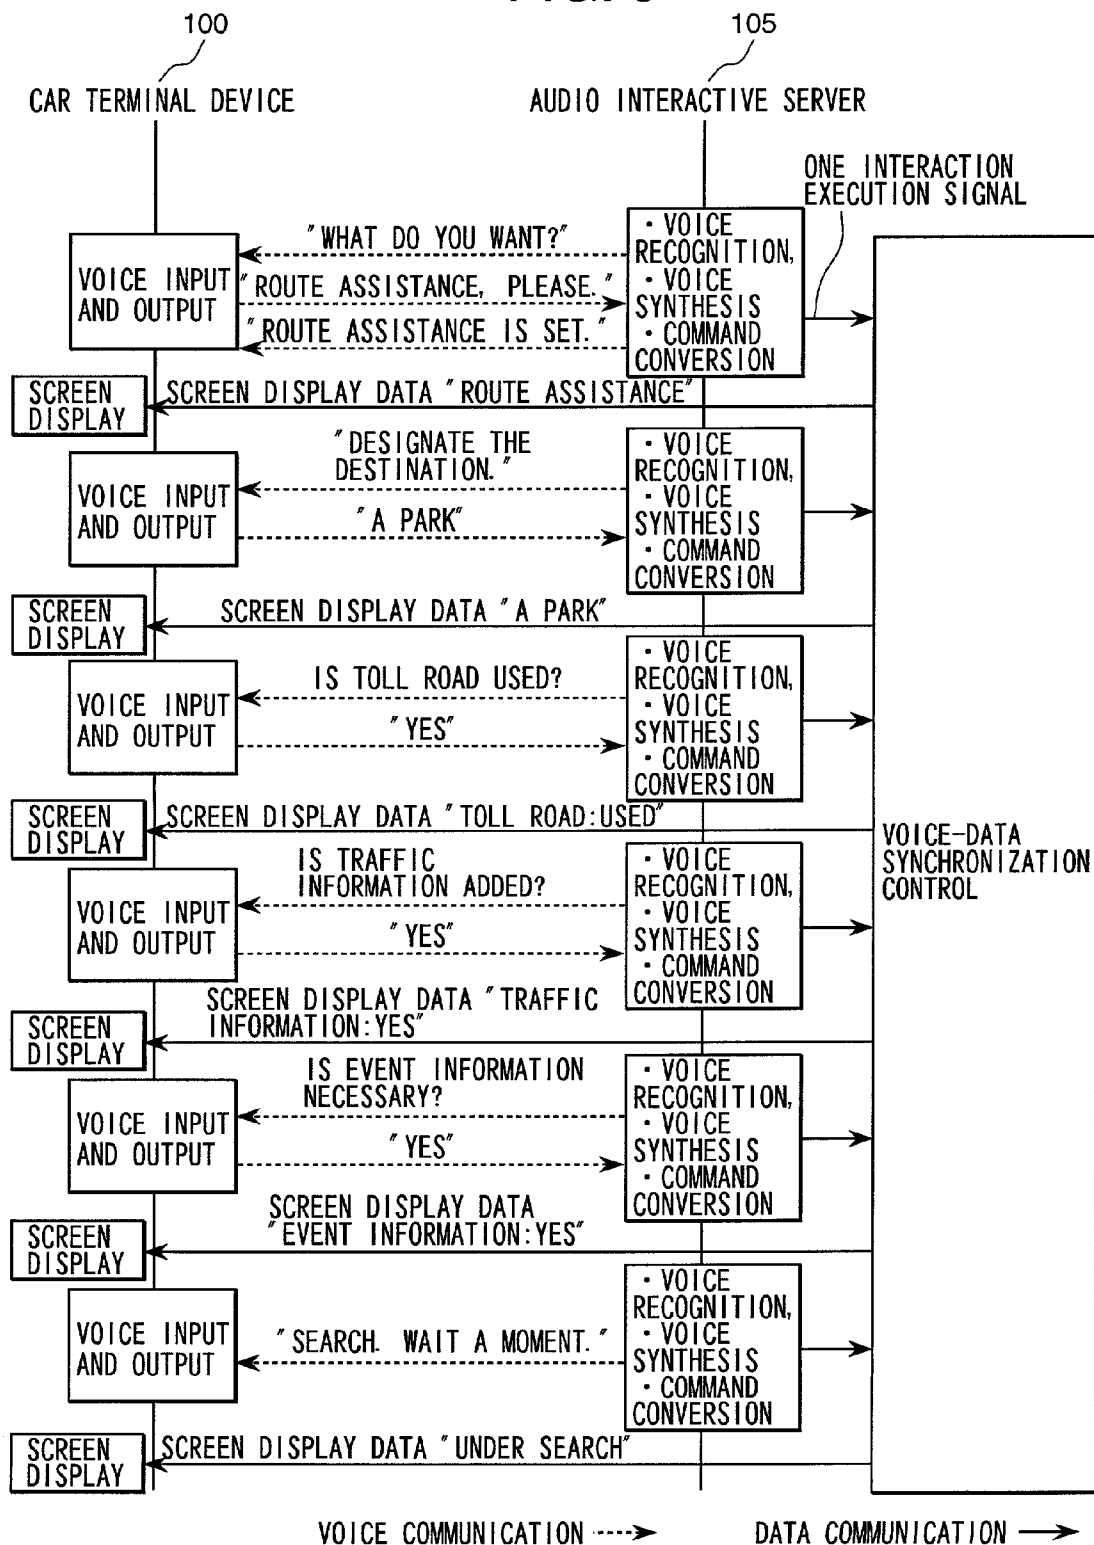 100
105
CAR TERMINAL DEVICE
AUDIO INTERACTIVE SERVER
ONE INTERACTION
EXECUTION SIGNAL
"WHAT DO YOU WANT?"
VOICE INPUT
AND OUTPUT
"ROUTE ASSISTANCE, PLEASE."
"ROUTE ASSISTANCE IS SET."
・VOICE
RECOGNITION,
・VOICE
SYNTHESIS
・COMMAND
CONVERSION
SCREEN
DISPLAY
SCREEN DISPLAY DATA "ROUTE ASSISTANCE"
"DESIGNATE THE
DESTINATION."
VOICE INPUT
AND OUTPUT
"A PARK"
・VOICE
RECOGNITION,
・VOICE
SYNTHESIS
・COMMAND
CONVERSION
SCREEN
DISPLAY
SCREEN DISPLAY DATA "A PARK"
IS TOLL ROAD USED?
VOICE INPUT
AND OUTPUT
"YES"
・VOICE
RECOGNITION,
・VOICE
SYNTHESIS
・COMMAND
CONVERSION
SCREEN
DISPLAY
SCREEN DISPLAY DATA "TOLL ROAD:USED"
VOICE-DATA
SYNCHRONIZATION
CONTROL
IS TRAFFIC
INFORMATION ADDED?
VOICE INPUT
AND OUTPUT
"YES"
・VOICE
RECOGNITION,
・VOICE
SYNTHESIS
・COMMAND
CONVERSION
SCREEN
DISPLAY
SCREEN DISPLAY DATA "TRAFFIC
INFORMATION:YES"
IS EVENT INFORMATION
NECESSARY?
VOICE INPUT
AND OUTPUT
"YES"
・VOICE
RECOGNITION,
・VOICE
SYNTHESIS
・COMMAND
CONVERSION
SCREEN
DISPLAY
SCREEN DISPLAY DATA
"EVENT INFORMATION:YES"
VOICE INPUT
AND OUTPUT
"SEARCH. WAIT A MOMENT."
・VOICE
RECOGNITION,
・VOICE
SYNTHESIS
・COMMAND
CONVERSION
SCREEN
DISPLAY
SCREEN DISPLAY DATA "UNDER SEARCH"
VOICE COMMUNICATION
DATA COMMUNICATION